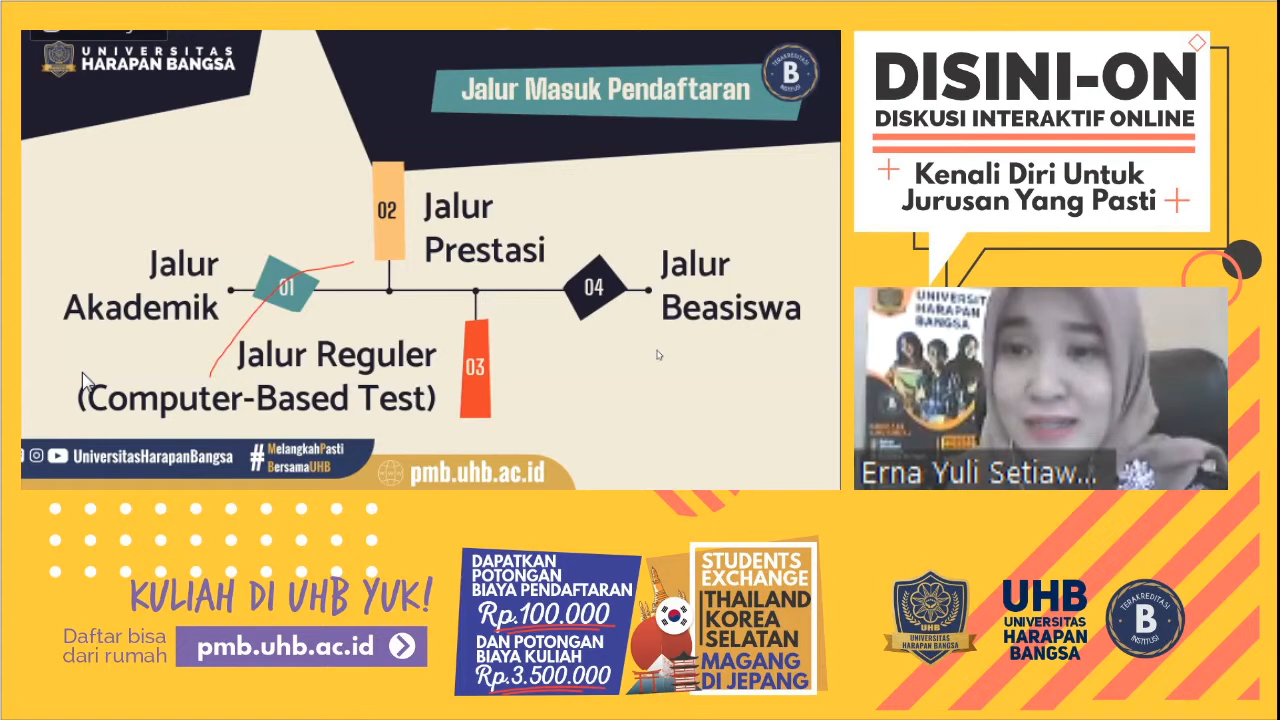 UNIVERSITAS
HARAPAN BANGSA
Jalur Masuk Pendaftaran
TERAKREDITASI
B
INSTITUSI
02
Jalur
Prestasi
Jalur
Akademik
01
04
Jalur
Beasiswa
Jalur Reguler
(Computer-Based Test)
03
UniversitasHarapanBangsa
# MelangkahPasti
BersamaUHB
pmb.uhb.ac.id
DISINI-ON
DISKUSI INTERAKTIF ONLINE
Kenali Diri Untuk
Jurusan Yang Pasti
UNIVERSIT
HARAPAN
BANGSA
B
Erna Yuli Setiaw...
KULIAH DI UHB YUK!
Daftar bisa
dari rumah
pmb.uhb.ac.id
DAPATKAN
POTONGAN
BIAYA PENDAFTARAN
Rp.100.000
DAN POTONGAN
BIAYA KULIAH
Rp.3.500.000
STUDENTS
EXCHANGE
THAILAND
KOREA
SELATAN
MAGANG
DI JEPANG
UHB
UNIVERSITAS
HARAPAN BANGSA
UHB
UNIVERSITAS
HARAPAN
BANGSA
TERAKREDITASI
B
INSTITUSI